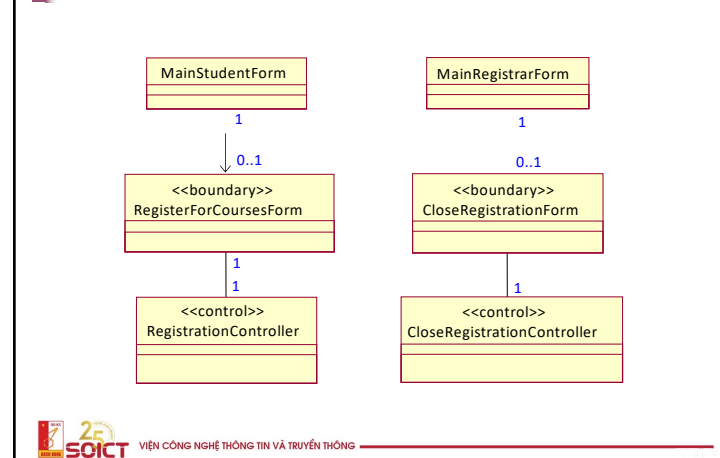 MainStudentForm
1
0..1
<<boundary>>
RegisterForCoursesForm
1
1
<<control>>
RegistrationController
MainRegistrarForm
1
0..1
<<boundary>>
CloseRegistrationForm
1
<<control>>
CloseRegistrationController
25
SOICT
VIỆN CÔNG NGHỆ THÔNG TIN VÀ TRUYỀN THÔNG